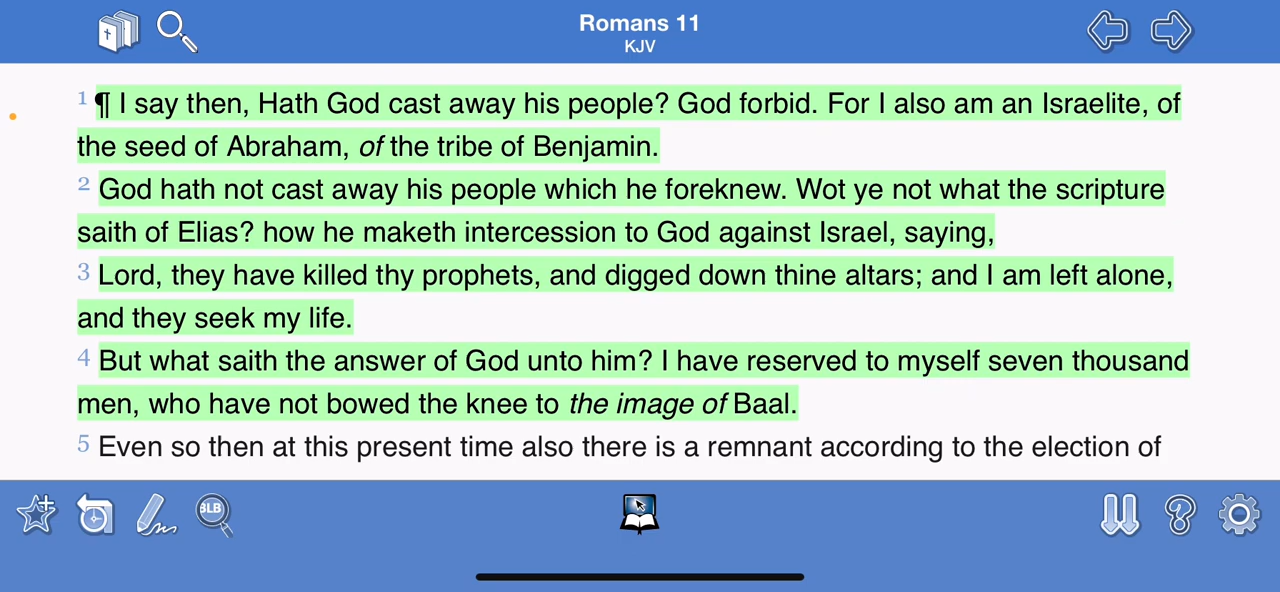 Romans 11
KJV
1 ¶ I say then, Hath God cast away his people? God forbid. For I also am an Israelite, of
the seed of Abraham, of the tribe of Benjamin.
2 God hath not cast away his people which he foreknew. Wot ye not what the scripture
saith of Elias? how he maketh intercession to God against Israel, saying,
3 Lord, they have killed thy prophets, and digged down thine altars; and I am left alone,
and they seek my life.
4 But what saith the answer of God unto him? I have reserved to myself seven thousand
men, who have not bowed the knee to the image of Baal.
5 Even so then at this present time also there is a remnant according to the election of
BLB